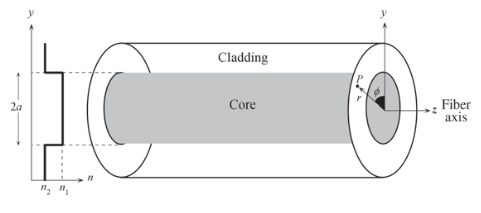 y
2a
n₂ n₁ n
Cladding
Core
y
P
r
ϕ
z Fiber
axis